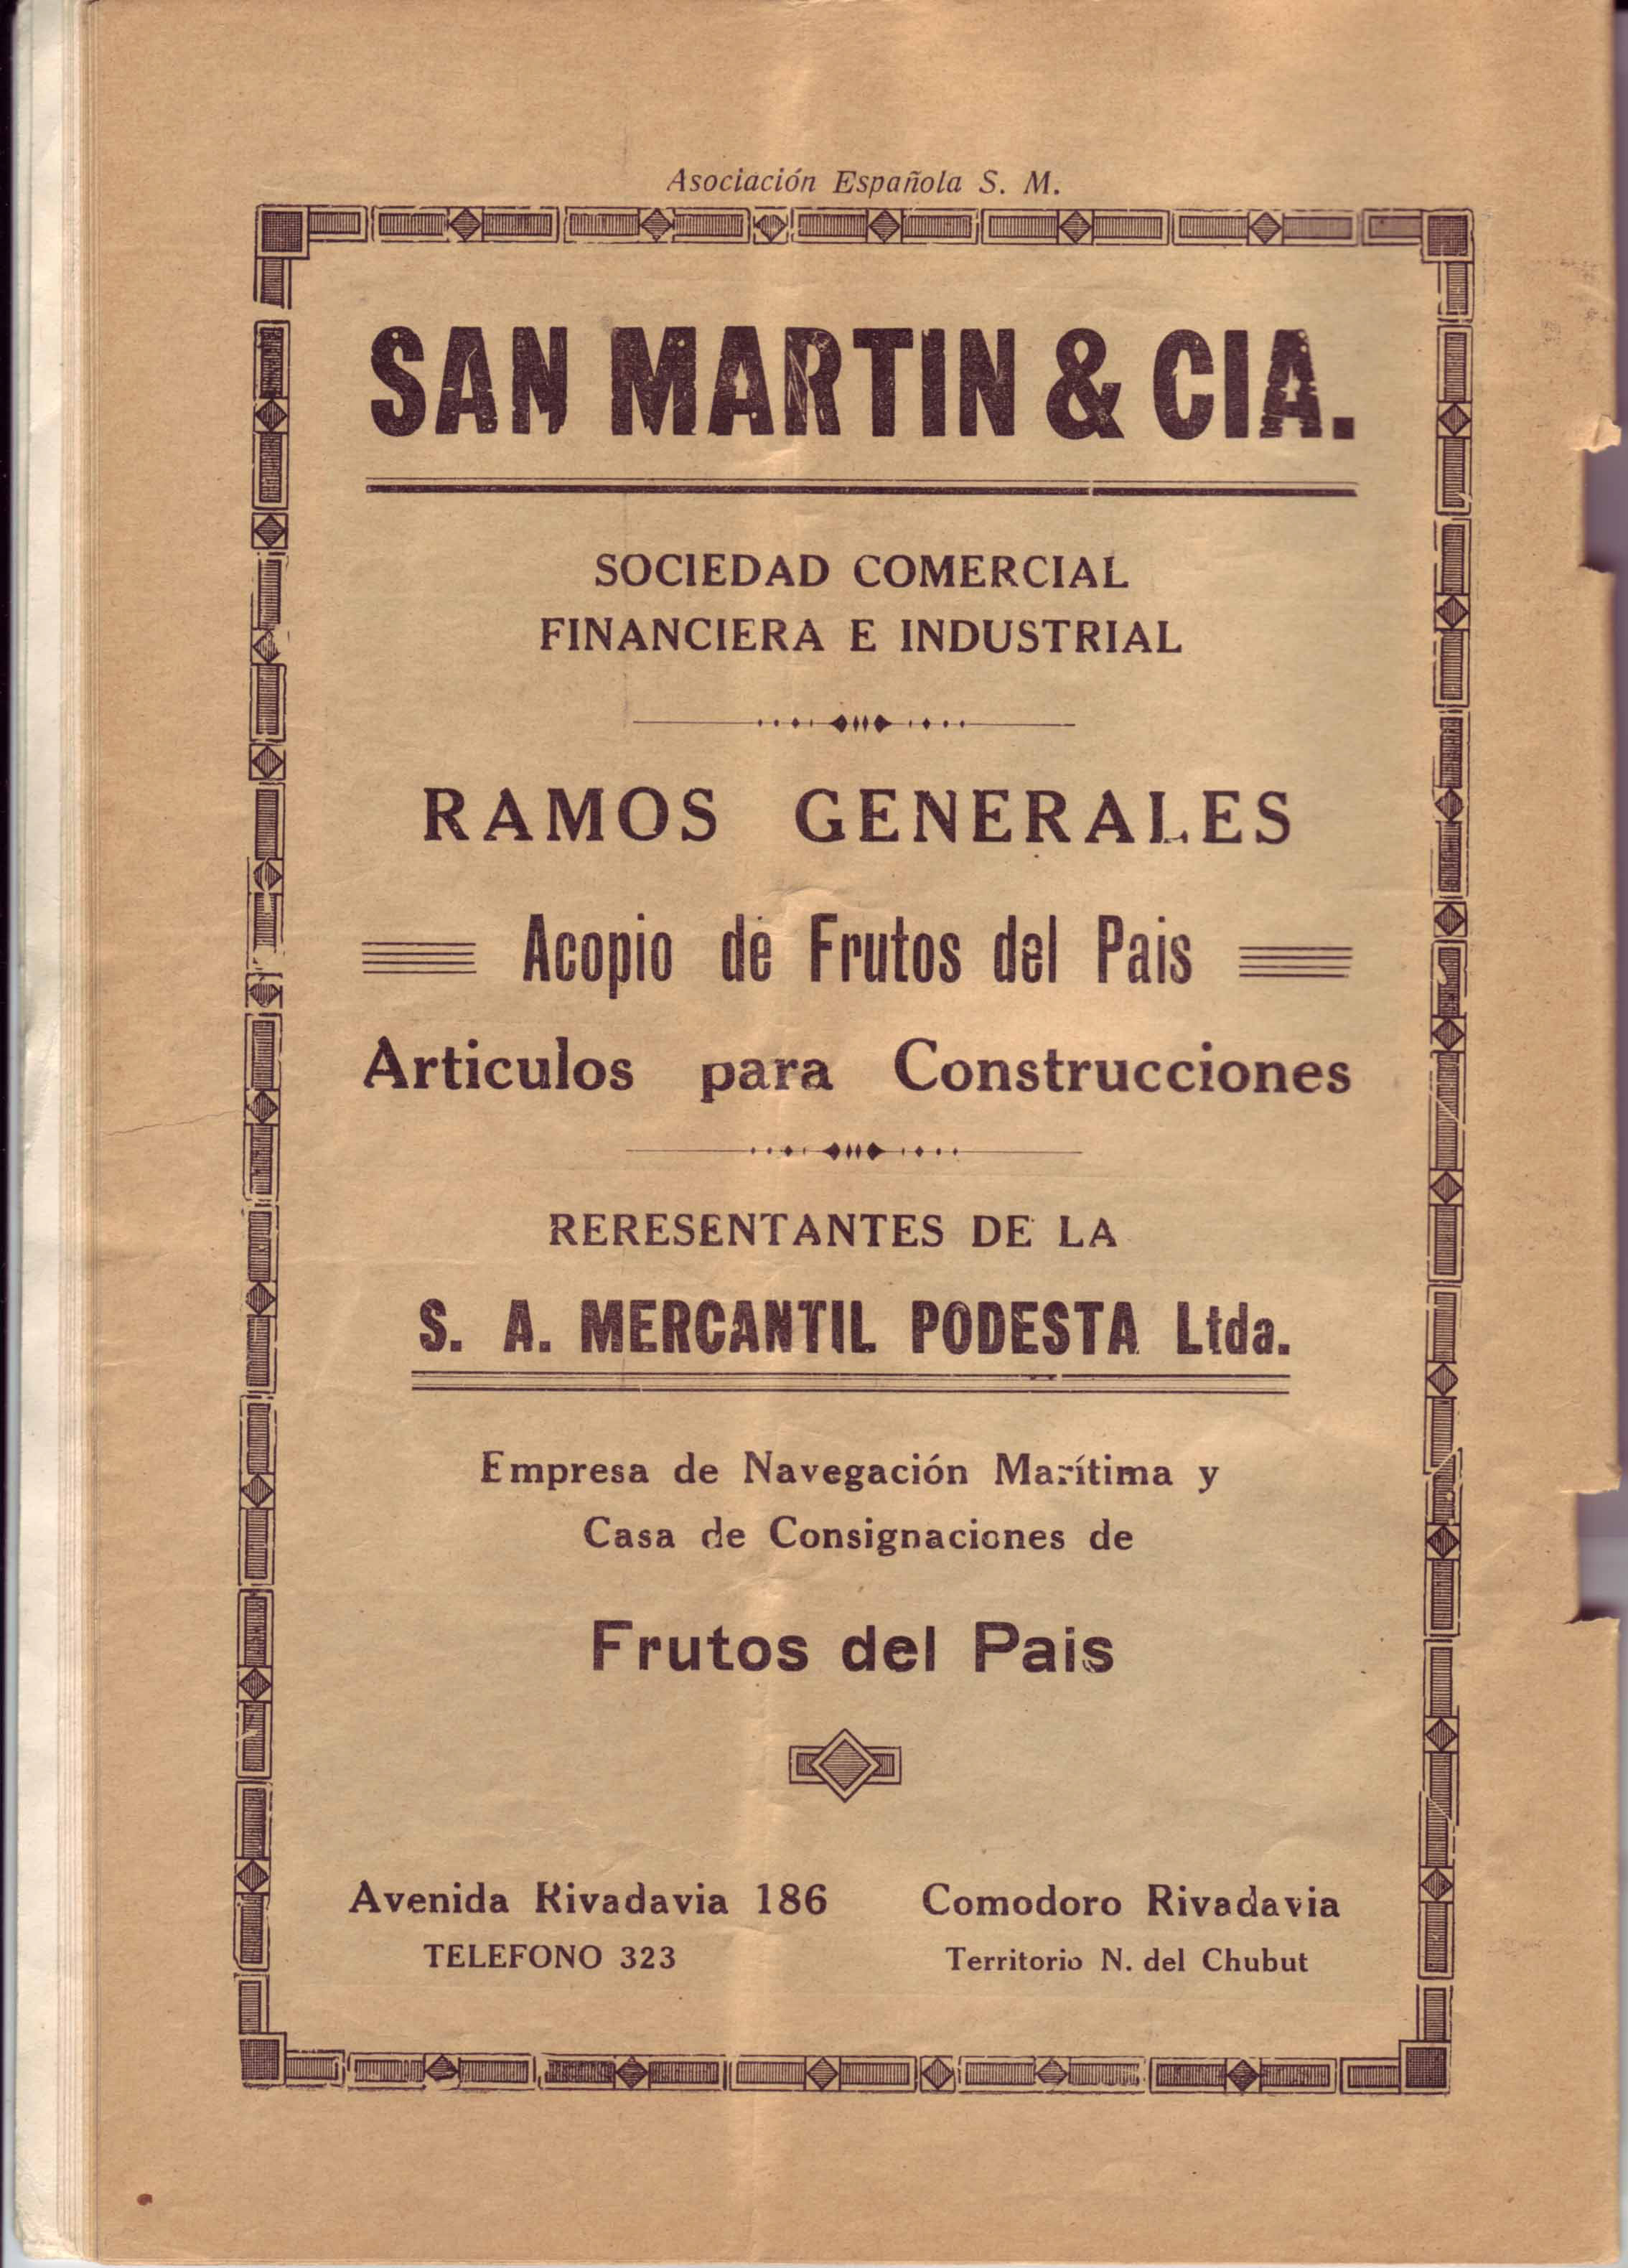 Asociación Española S. M.
SAN MARTIN & CIA.
SOCIEDAD COMERCIAL
FINANCIERA E INDUSTRIAL
RAMOS GENERALES
Acopio de Frutos del Pais
Articulos para Construcciones
RERESENTANTES DE LA
S. A. MERCANTIL PODESTA Ltda.
Empresa de Navegación Marítima y
Casa de Consignaciones de
Frutos del Pais
Avenida Rivadavia 186 Comodoro Rivadavia
TELEFONO 323 Territorio N. del Chubut